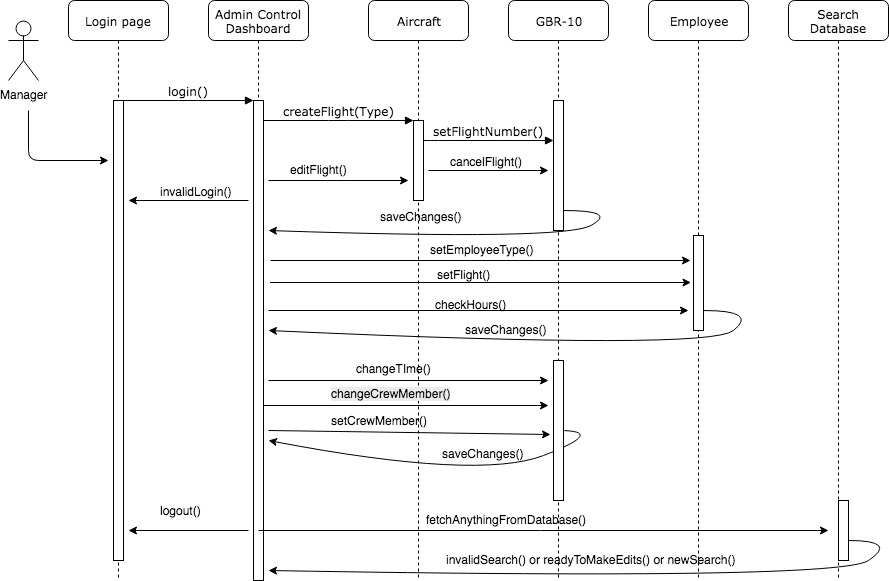 Login page
Admin Control
Dashboard
Aircraft
GBR-10
Employee
Search
Database
Manager
login()
createFlight(Type)
setFlightNumber()
cancelFlight()
editFlight()
invalidLogin()
saveChanges()
setEmployeeType()
setFlight()
checkHours()
saveChanges()
changeTIme()
changeCrewMember()
setCrewMember()
saveChanges()
logout()
fetchAnythingFromDatabase()
invalidSearch() or readyToMakeEdits() or newSearch()